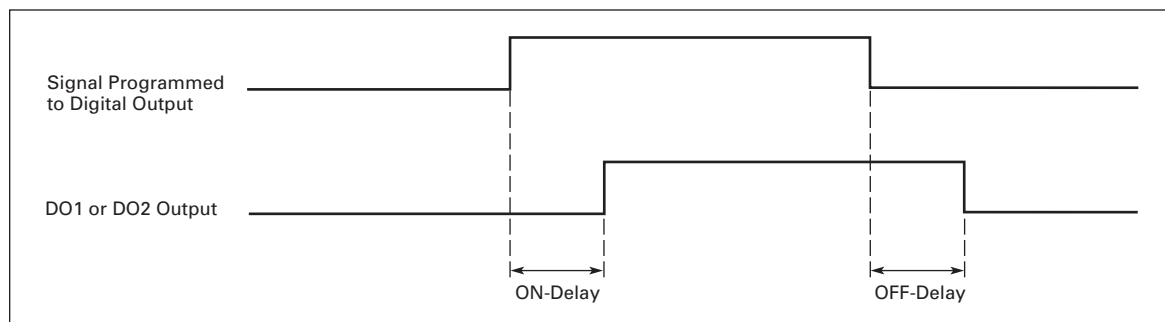 Signal Programmed
to Digital Output
DO1 or DO2 Output
ON-Delay
OFF-Delay